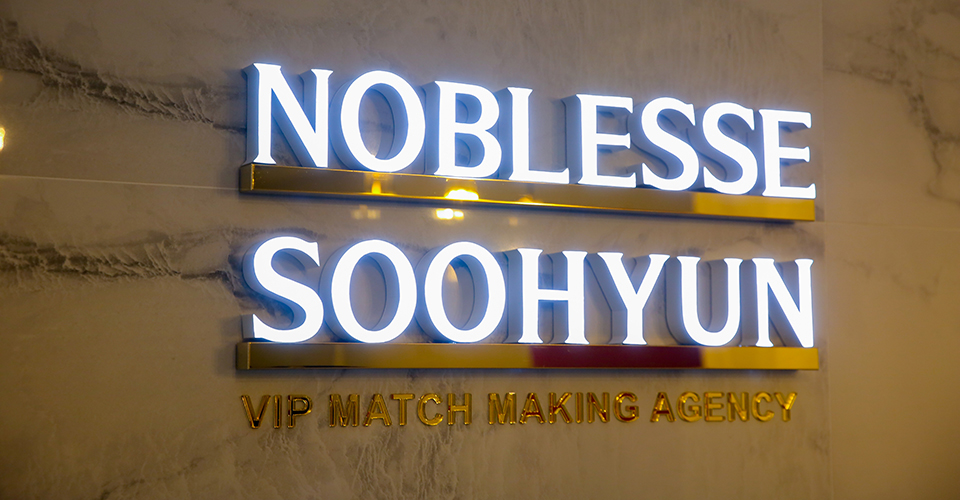 NOBLESSE
SOOHYUN
VIP MATCH MAKING AGENCY